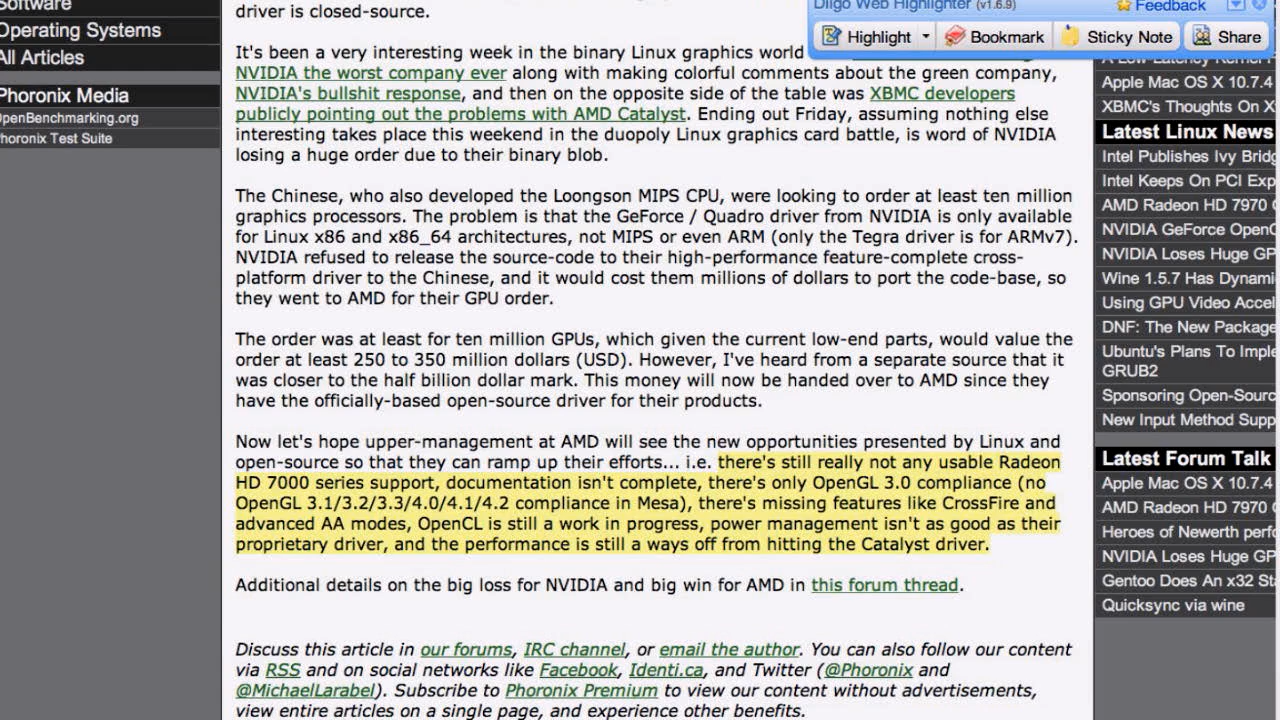 Software
Operating Systems
All Articles
Phoronix Media
OpenBenchmarking.org
Phoronix Test Suite
driver is closed-source.
It's been a very interesting week in the binary Linux graphics world
NVIDIA the worst company ever along with making colorful comments about the green company,
NVIDIA's bullshit response, and then on the opposite side of the table was XBMC developers
publicly pointing out the problems with AMD Catalyst. Ending out Friday, assuming nothing else
interesting takes place this weekend in the duopoly Linux graphics card battle, is word of NVIDIA
losing a huge order due to their binary blob.
The Chinese, who also developed the Loongson MIPS CPU, were looking to order at least ten million
graphics processors. The problem is that the GeForce / Quadro driver from NVIDIA is only available
for Linux x86 and x86_64 architectures, not MIPS or even ARM (only the Tegra driver is for ARMv7).
NVIDIA refused to release the source-code to their high-performance feature-complete cross-
platform driver to the Chinese, and it would cost them millions of dollars to port the code-base, so
they went to AMD for their GPU order.
The order was at least for ten million GPUs, which given the current low-end parts, would value the
order at least 250 to 350 million dollars (USD). However, I've heard from a separate source that it
was closer to the half billion dollar mark. This money will now be handed over to AMD since they
have the officially-based open-source driver for their products.
Now let's hope upper-management at AMD will see the new opportunities presented by Linux and
open-source so that they can ramp up their efforts... i.e. there's still really not any usable Radeon
HD 7000 series support, documentation isn't complete, there's only OpenGL 3.0 compliance (no
OpenGL 3.1/3.2/3.3/4.0/4.1/4.2 compliance in Mesa), there's missing features like CrossFire and
advanced AA modes, OpenCL is still a work in progress, power management isn't as good as their
proprietary driver, and the performance is still a ways off from hitting the Catalyst driver.
Additional details on the big loss for NVIDIA and big win for AMD in this forum thread.
Discuss this article in our forums, IRC channel, or email the author. You can also follow our content
via RSS and on social networks like Facebook, Identi.ca, and Twitter (@Phoronix and
@MichaelLarabel). Subscribe to Phoronix Premium to view our content without advertisements,
view entire articles on a single page, and experience other benefits.
Diigo Web Highlighter (v1.6.9) Feedback
Highlight Bookmark Sticky Note Share
A Low-Latency Kernel F
Apple Mac OS X 10.7.4
XBMC's Thoughts On X
Latest Linux News
Intel Publishes Ivy Bridg
Intel Keeps On PCI Exp
AMD Radeon HD 7970 G
NVIDIA GeForce OpenC
NVIDIA Loses Huge GP
Wine 1.5.7 Has Dynami
Using GPU Video Accel
DNF: The New Package
Ubuntu's Plans To Imple
GRUB2
Sponsoring Open-Sourc
New Input Method Supp
Latest Forum Talk
Apple Mac OS X 10.7.4
AMD Radeon HD 7970 G
Heroes of Newerth perfo
NVIDIA Loses Huge GP
Gentoo Does An x32 St
Quicksync via wine